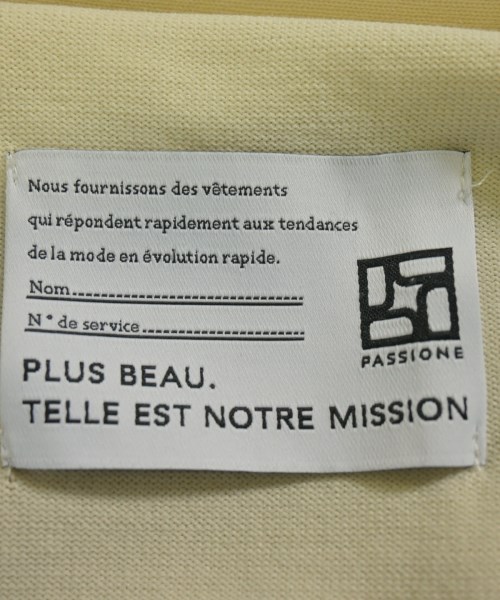 Nous fournissons des vêtements
qui répondent rapidement aux tendances
de la mode en évolution rapide.
Nom
N° de service
PASSIONE
PLUS BEAU.
TELLE EST NOTRE MISSION